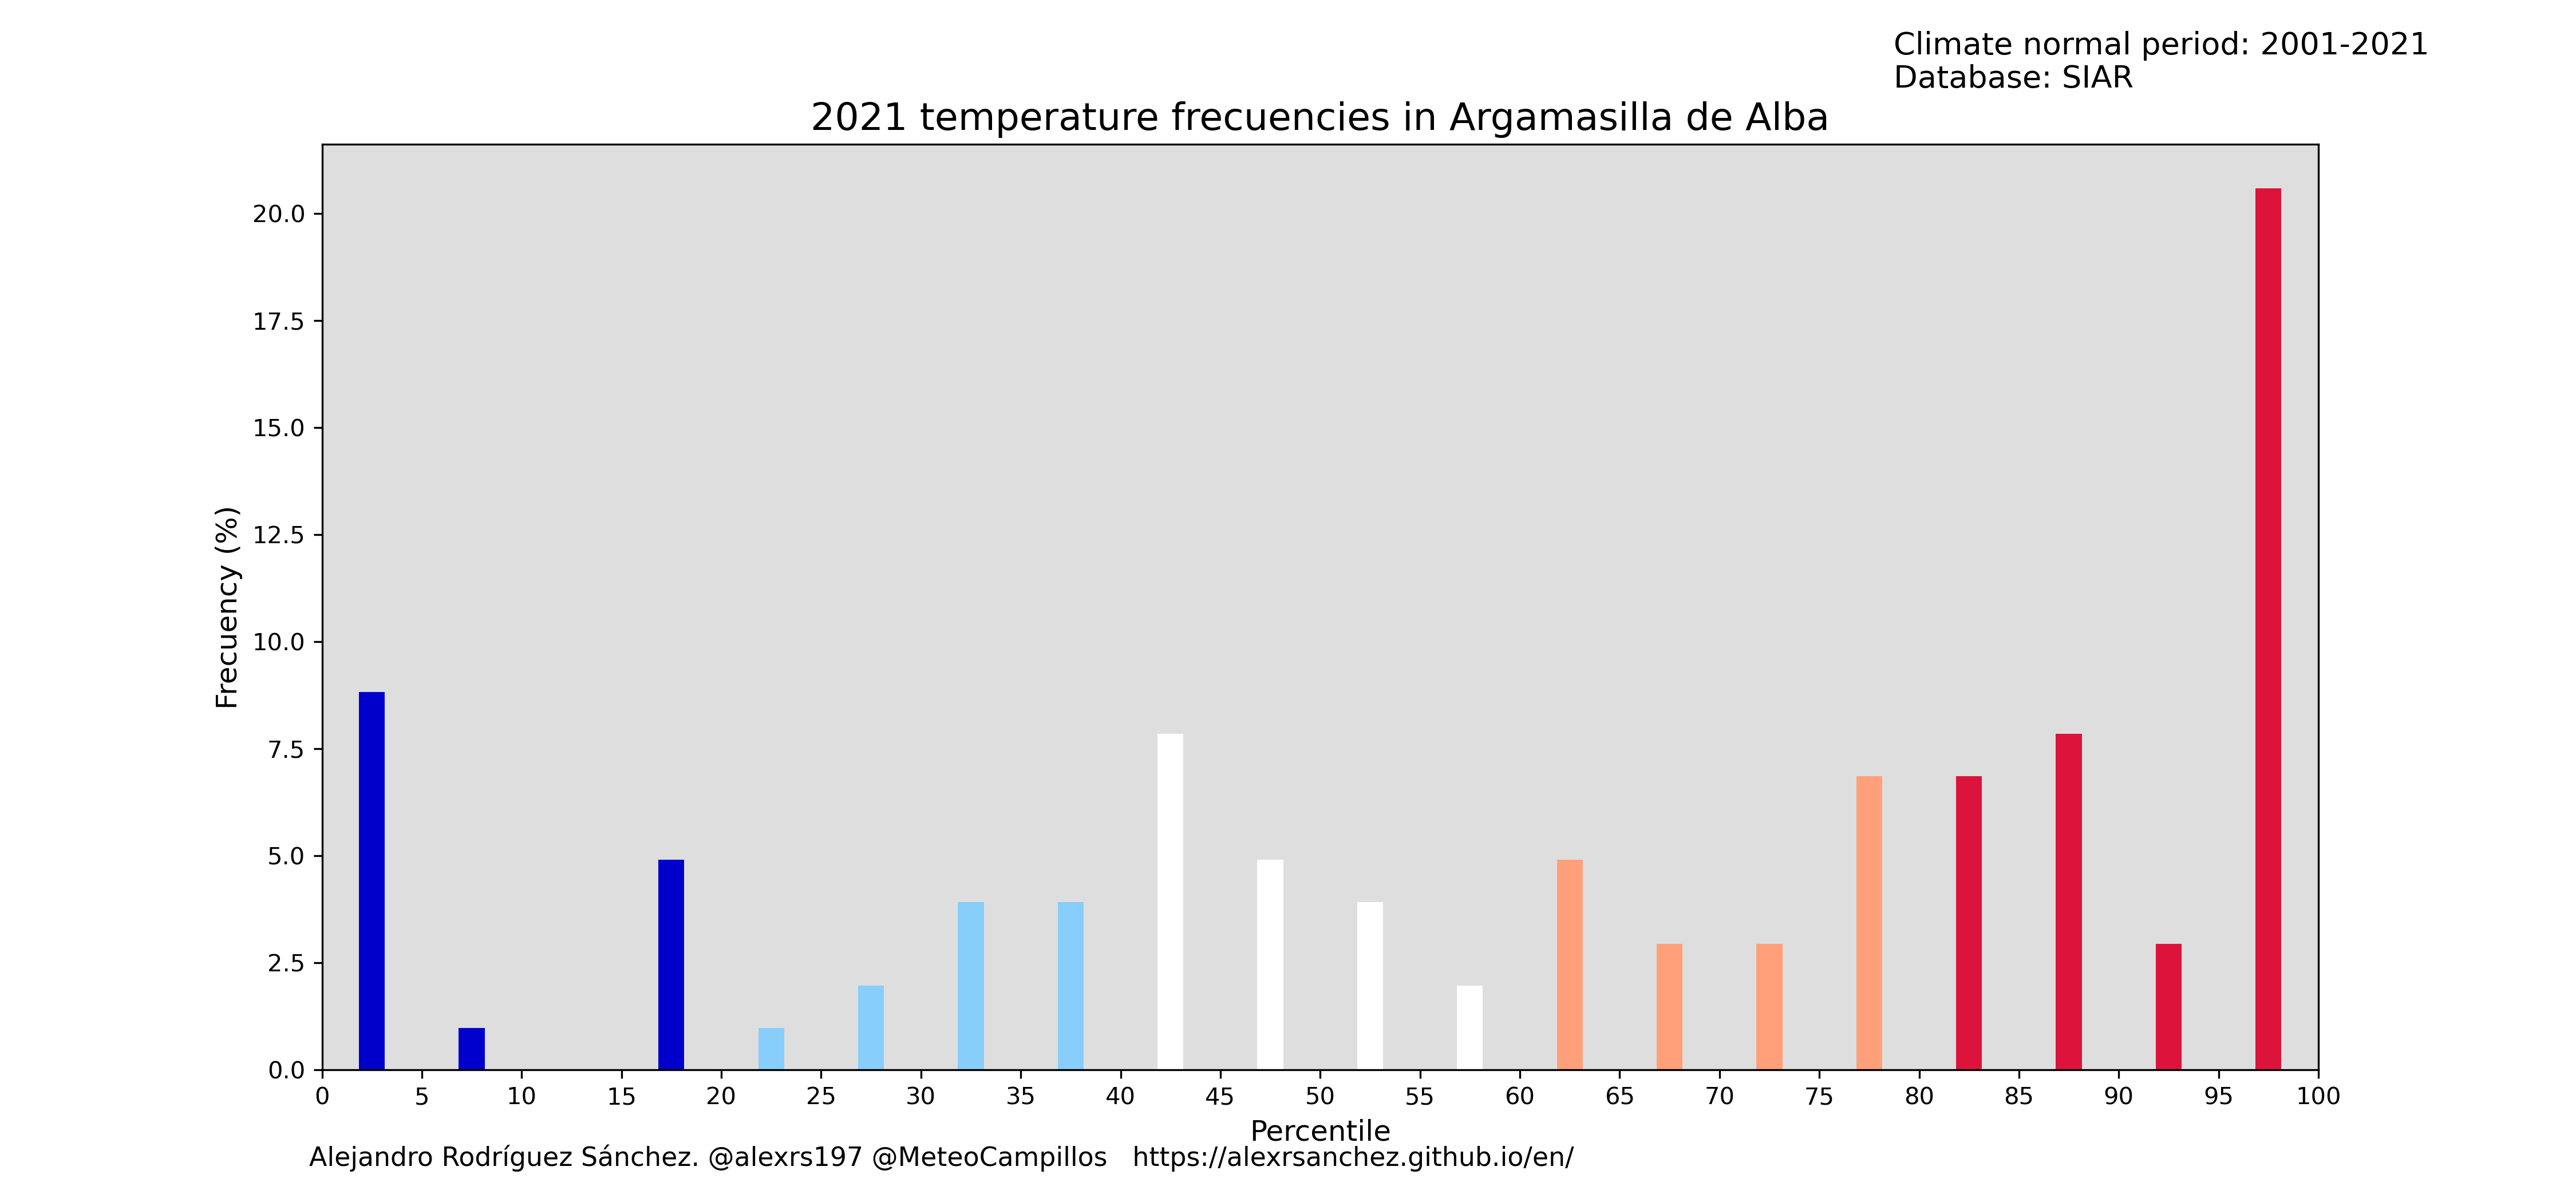 Climate normal period: 2001-2021
Database: SIAR
2021 temperature frecuencies in Argamasilla de Alba
Frecuency (%)
20.0
17.5
15.0
12.5
10.0
7.5
5.0
2.5
0.0
0 5 10 15 20 25 30 35 40 45 50 55 60 65 70 75 80 85 90 95 100
Percentile
Alejandro Rodríguez Sánchez. @alexrs197 @MeteoCampillos https://alexrsanchez.github.io/en/